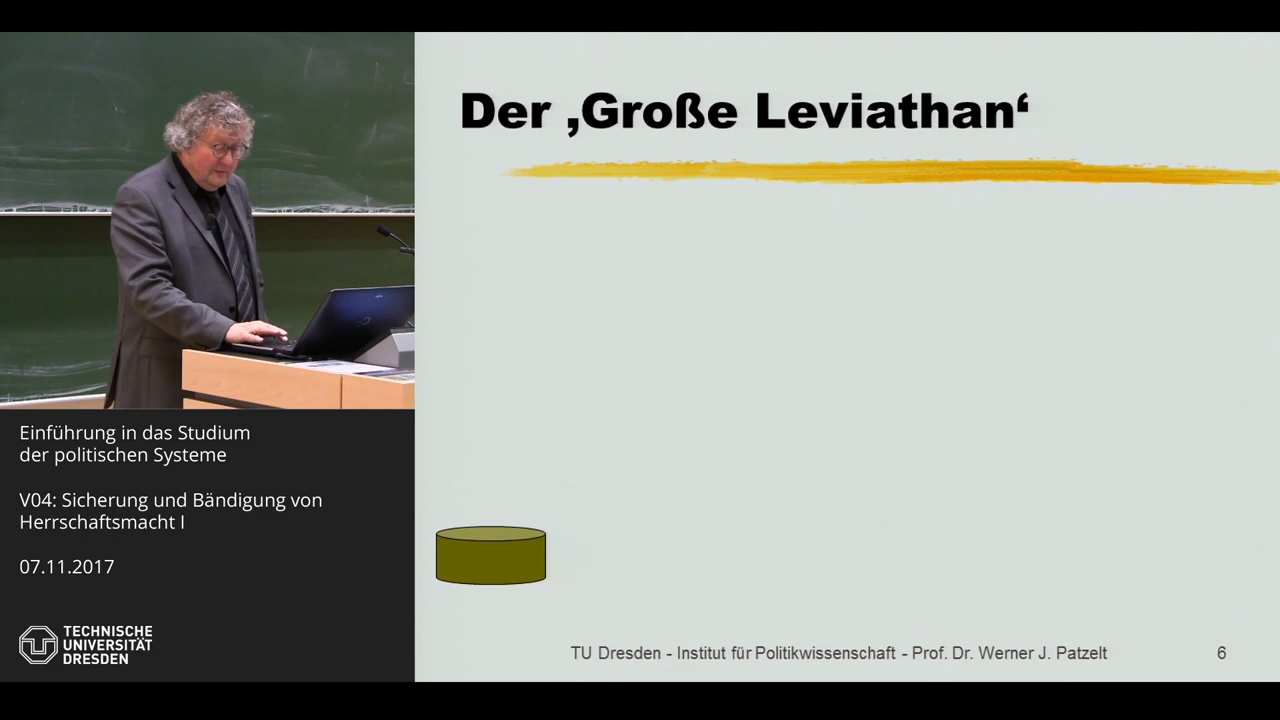 Der ‚Große Leviathan‘
Einführung in das Studium
der politischen Systeme
V04: Sicherung und Bändigung von
Herrschaftsmacht I
07.11.2017
TECHNISCHE
UNIVERSITÄT
DRESDEN
TU Dresden - Institut für Politikwissenschaft - Prof. Dr. Werner J. Patzelt
6